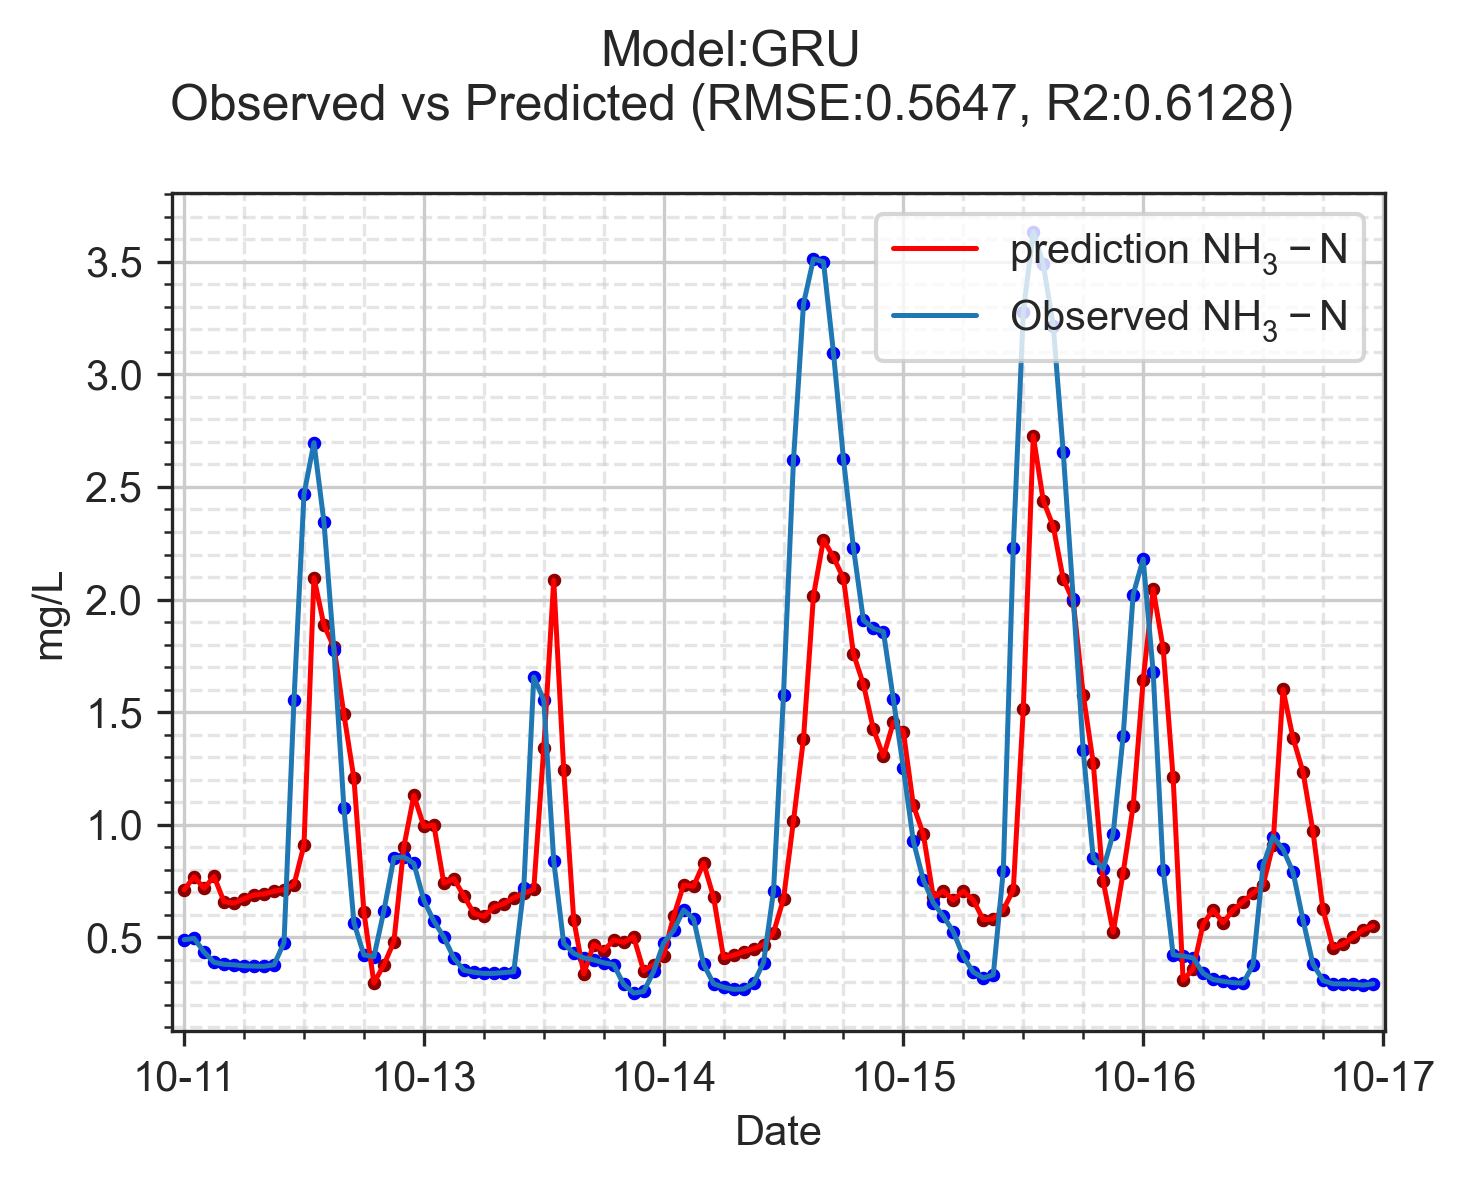 Model:GRU
Observed vs Predicted (RMSE:0.5647, R2:0.6128)
prediction NH₃ − N
Observed NH₃ − N
3.5
3.0
2.5
2.0
1.5
1.0
0.5
mg/L
10-11 10-13 10-14 10-15 10-16 10-17
Date